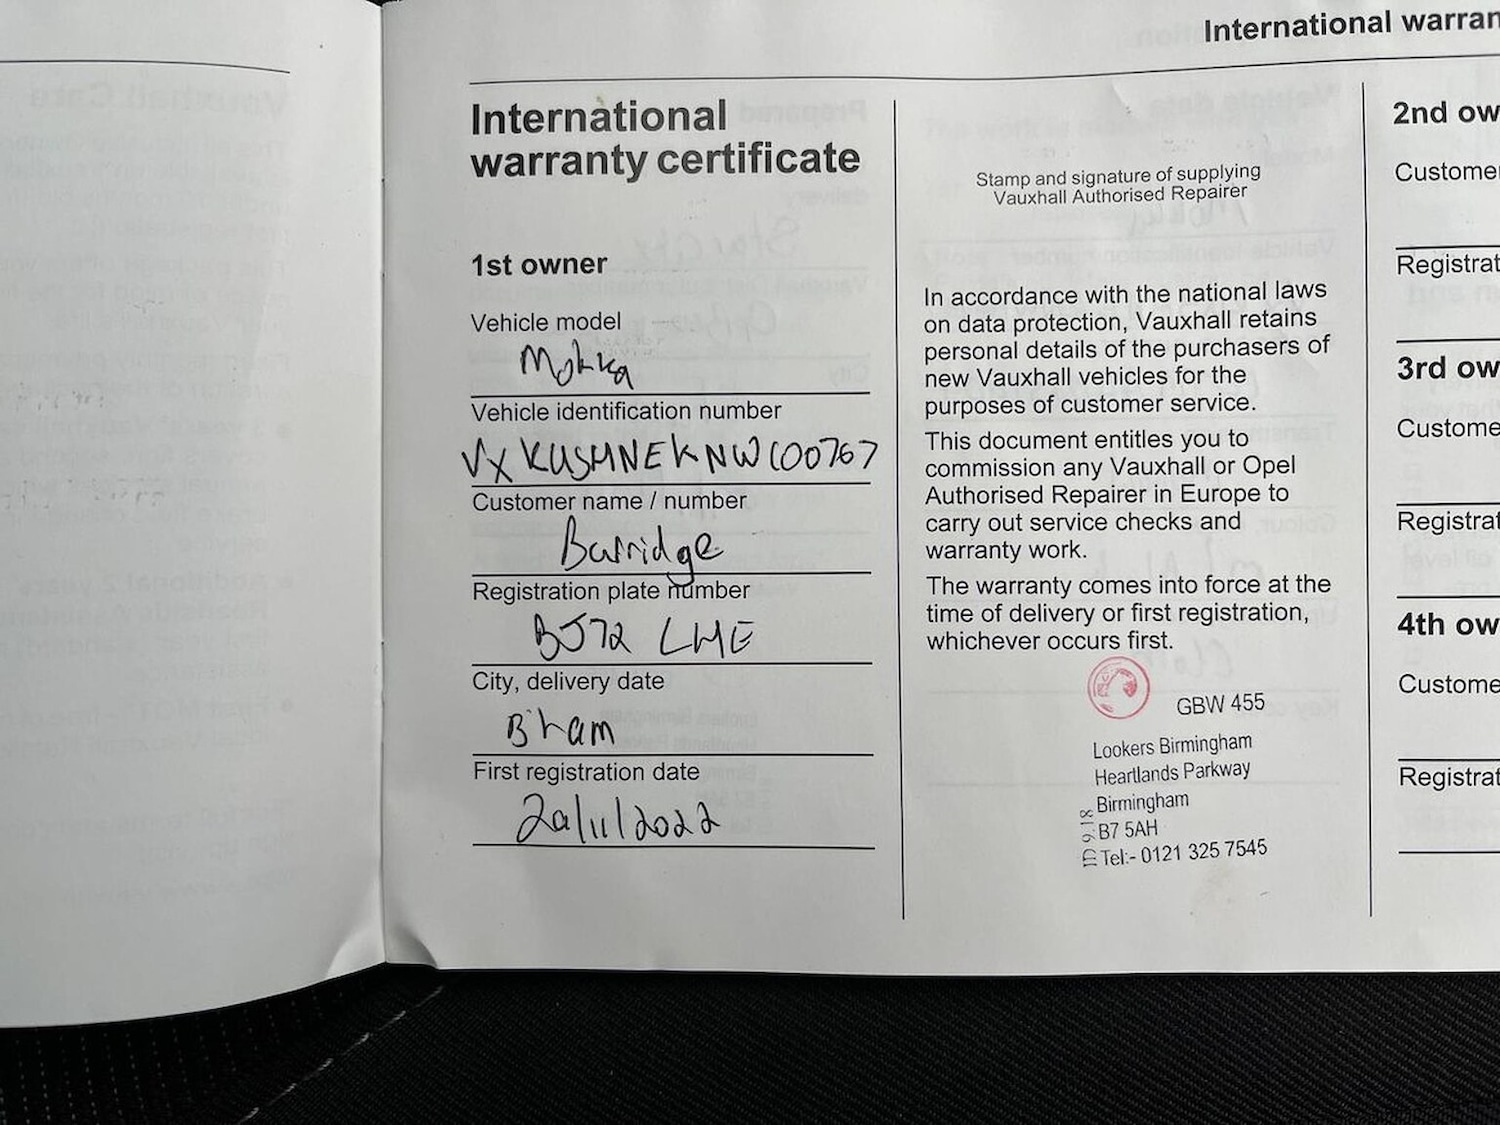 International warran
International
warranty certificate
1st owner
Vehicle model
Mokka
Vehicle identification number
Customer name / number
Burridge
Registration plate number
BJ72 LHE
City, delivery date
B'ham
First registration date
Stamp and signature of supplying
Vauxhall Authorised Repairer
In accordance with the national laws
on data protection, Vauxhall retains
personal details of the purchasers of
new Vauxhall vehicles for the
purposes of customer service.
This document entitles you to
commission any Vauxhall or Opel
Authorised Repairer in Europe to
carry out service checks and
warranty work.
The warranty comes into force at the
time of delivery or first registration,
whichever occurs first.
GBW 455
Lookers Birmingham
Heartlands Parkway
Birmingham
B7 5AH
Tel:- 0121 325 7545
ID 918
2nd ow
Custome
Registrat
3rd ow
Custome
Registrat
4th ow
Custome
Registrat